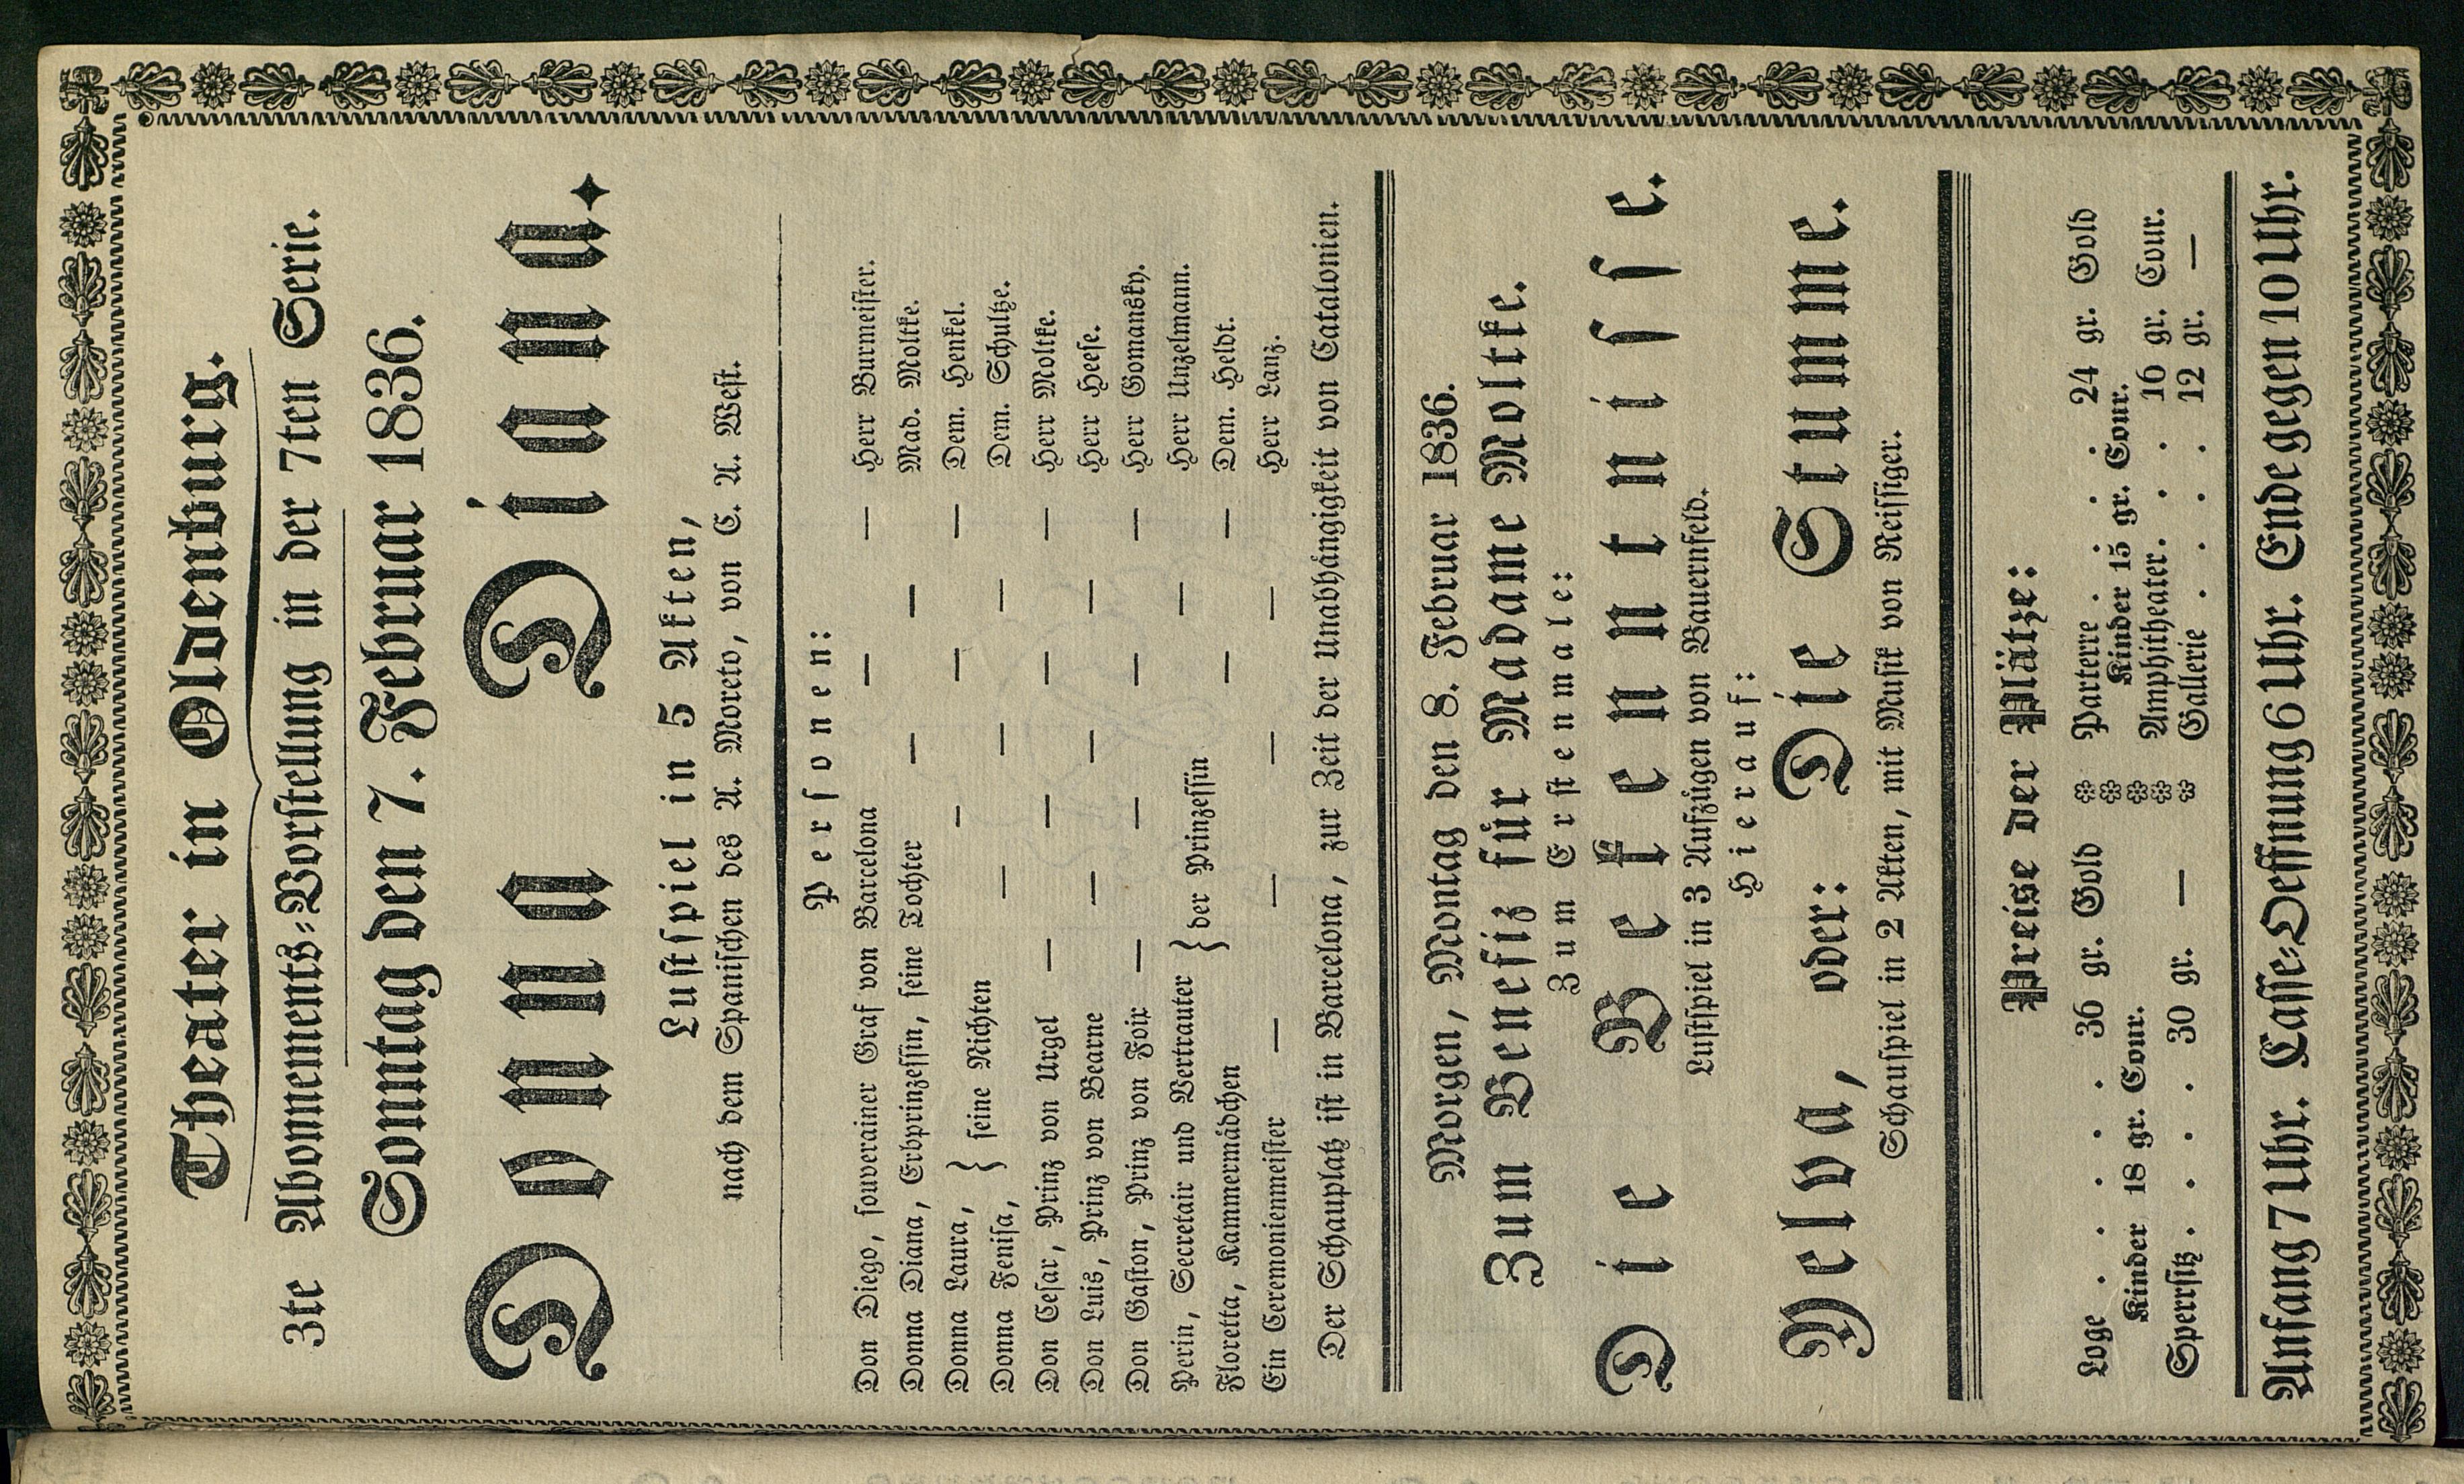 Theater in Oldenburg.
3te Abonnements-Vorstellung in der 7ten Serie.
Sonntag den 7. Februar 1836.
Donna Diana.
Lustspiel in 5 Akten,
nach dem Spanischen des A. Moreto, von C. A. West.
Personen:
Don Diego, souverainer Graf von Barcelona — — Herr Burmeister.
Donna Diana, Erbprinzessin, seine Tochter — — Mad. Moltke.
Donna Laura, } seine Nichten — — — Dem. Henkel.
Donna Fenisa, — — — Dem. Schultze.
Don Cesar, Prinz von Urgel — — — — Herr Moltke.
Don Luis, Prinz von Bearne — — — Herr Heese.
Don Gaston, Prinz von Foix — — — — Herr Gomansky.
Perin, Secretair und Vertrauter } der Prinzessin — Herr Unzelmann.
Floretta, Kammermädchen — — Dem. Heldt.
Ein Ceremonienmeister — — — — Herr Lanz.
Der Schauplatz ist in Barcelona, zur Zeit der Unabhängigkeit von Catalonien.
Morgen, Montag den 8. Februar 1836.
Zum Benefiz für Madame Moltke.
Zum Erstenmale:
Die Bekenntnisse.
Lustspiel in 3 Aufzügen von Bauernfeld.
Hierauf:
Yelva, oder: Die Stumme.
Schauspiel in 2 Akten, mit Musik von Reissiger.
Preise der Plätze:
Loge . . . . . 36 gr. Gold
Kinder 18 gr. Cour.
Sperrsitz . . . . 30 gr. —
Parterre . . . . . 24 gr. Gold
Kinder 15 gr. Cour.
Amphitheater . . . 16 gr. Cour.
Gallerie . . . . . 12 gr. —
Anfang 7 Uhr. Casse-Oeffnung 6 Uhr. Ende gegen 10 Uhr.